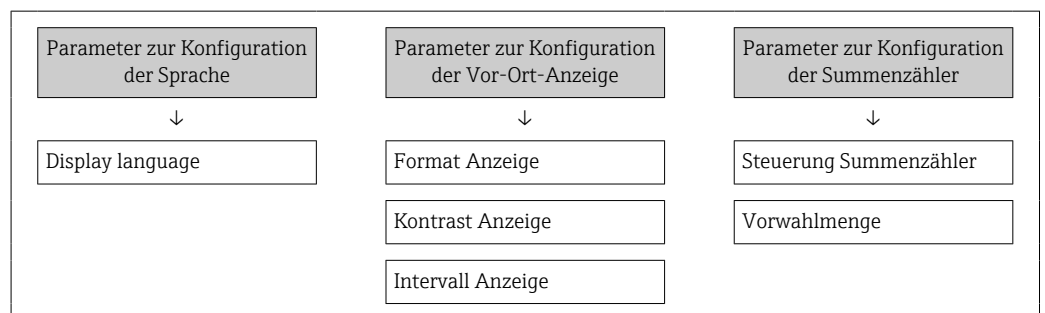 Parameter zur Konfiguration
der Sprache
↓
Display language
Parameter zur Konfiguration
der Vor-Ort-Anzeige
↓
Format Anzeige
Kontrast Anzeige
Intervall Anzeige
Parameter zur Konfiguration
der Summenzähler
↓
Steuerung Summenzähler
Vorwahlmenge